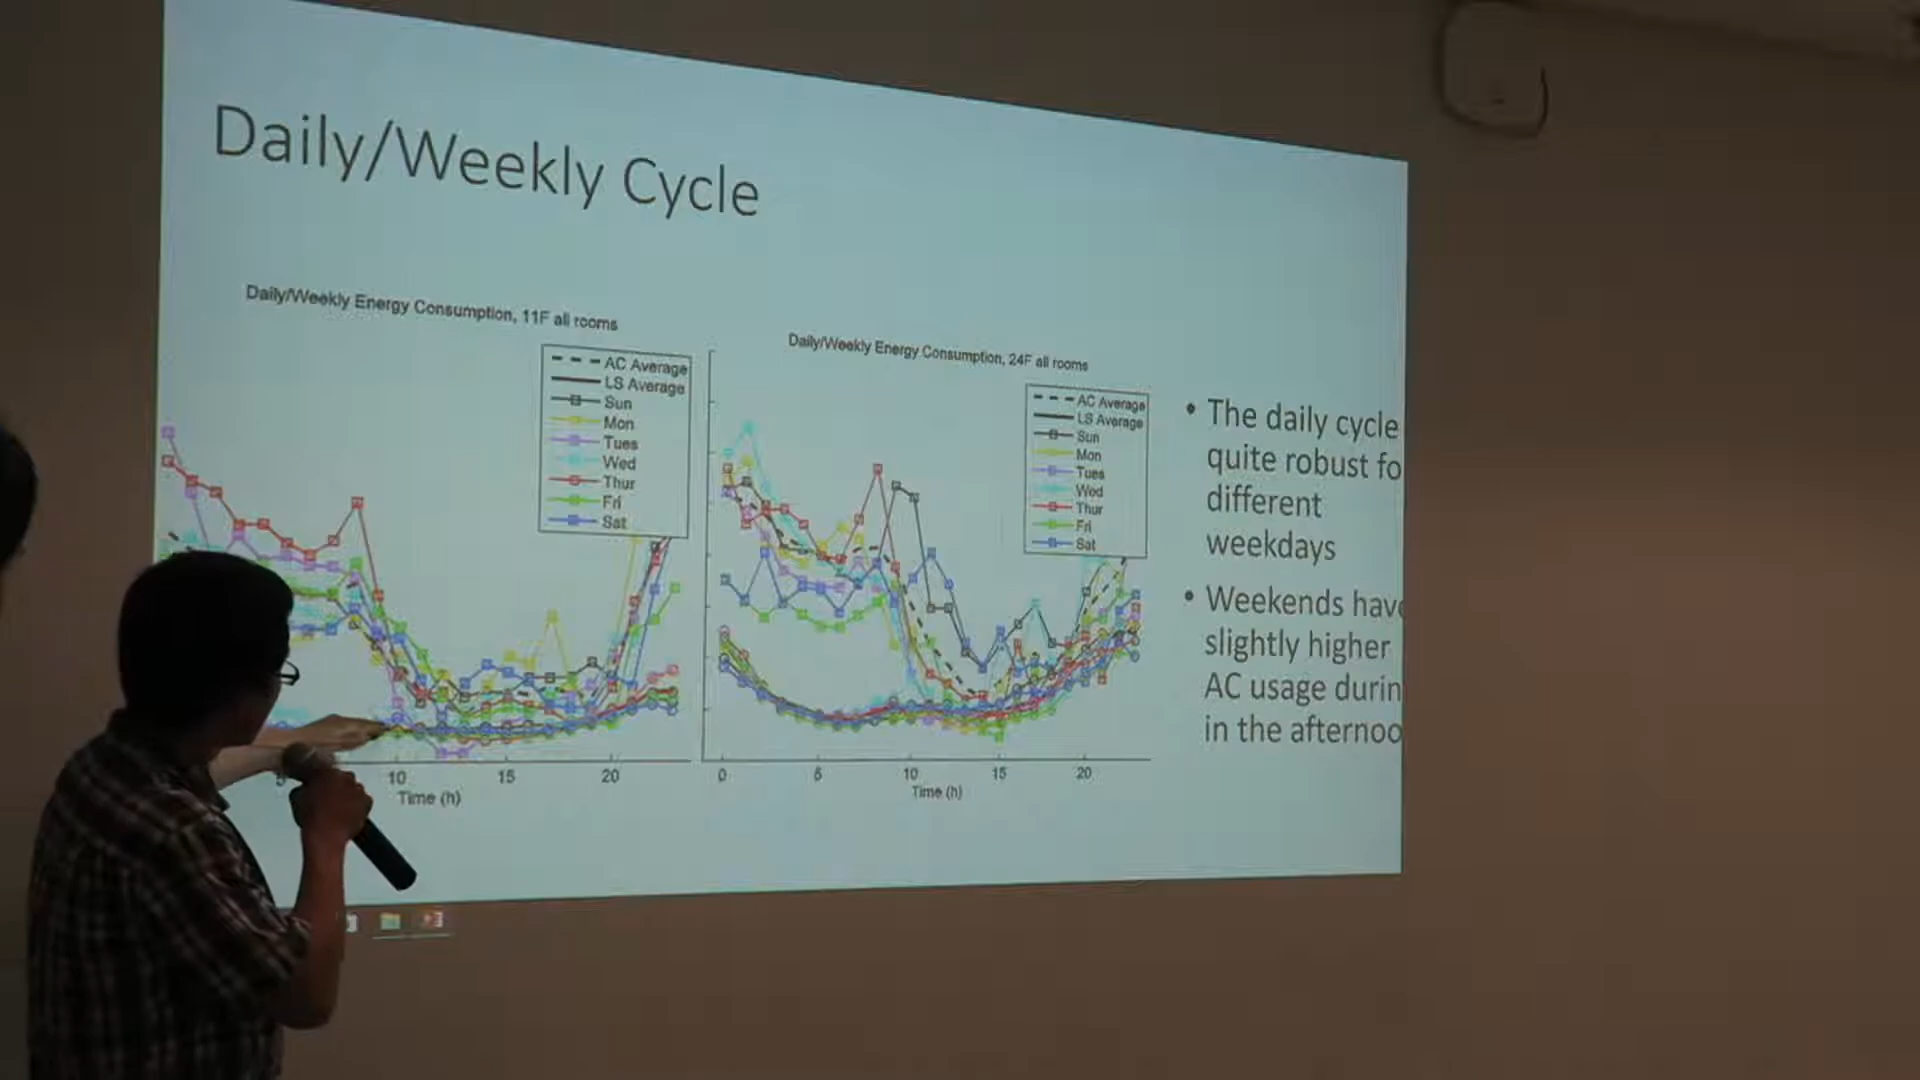 Daily/Weekly Cycle
Daily/Weekly Energy Consumption, 11F all rooms
AC Average
LS Average
Sun
Mon
Tues
Wed
Thur
Fri
Sat
10
15
20
Time (h)
Daily/Weekly Energy Consumption, 24F all rooms
AC Average
LS Average
Sun
Mon
Tues
Wed
Thur
Fri
Sat
0
5
10
15
20
Time (h)
• The daily cycle
quite robust fo
different
weekdays
• Weekends have
slightly higher
AC usage durin
in the afternoo